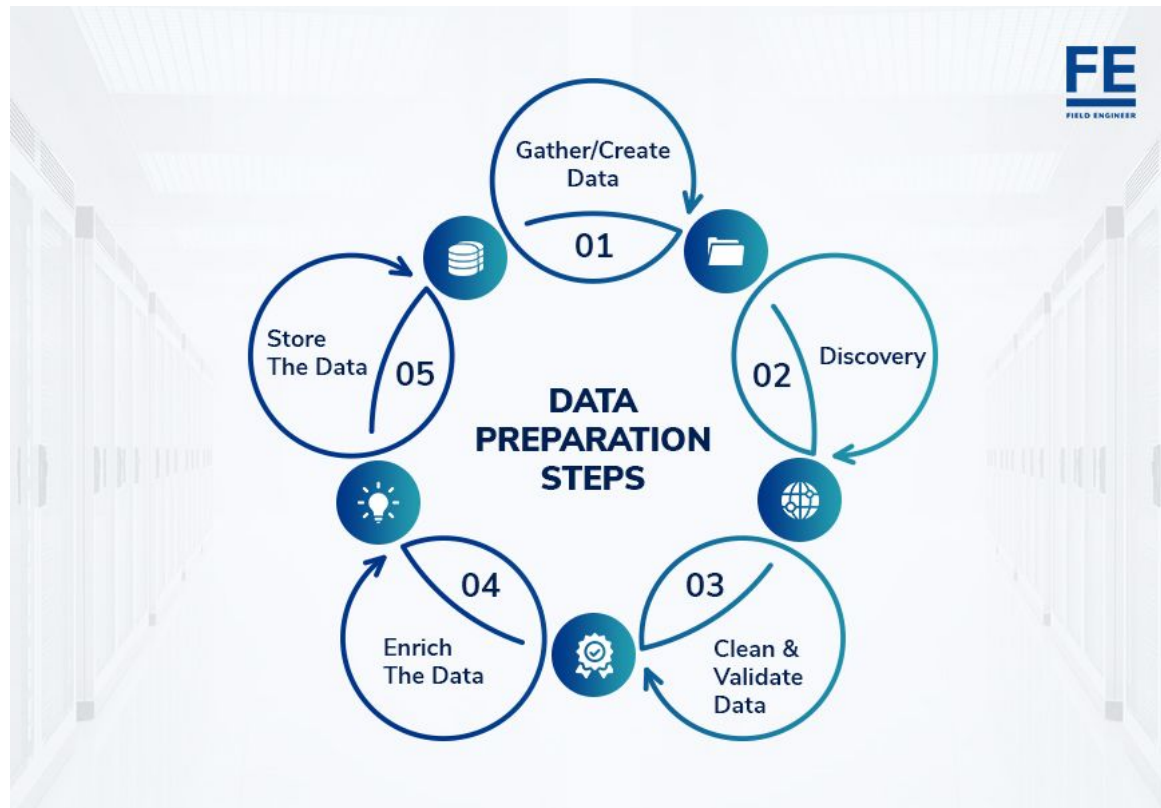 FE
FIELD ENGINEER
Gather/Create
Data
01
02
Discovery
03
Clean &
Validate
Data
04
Enrich
The Data
05
Store
The Data
DATA
PREPARATION
STEPS